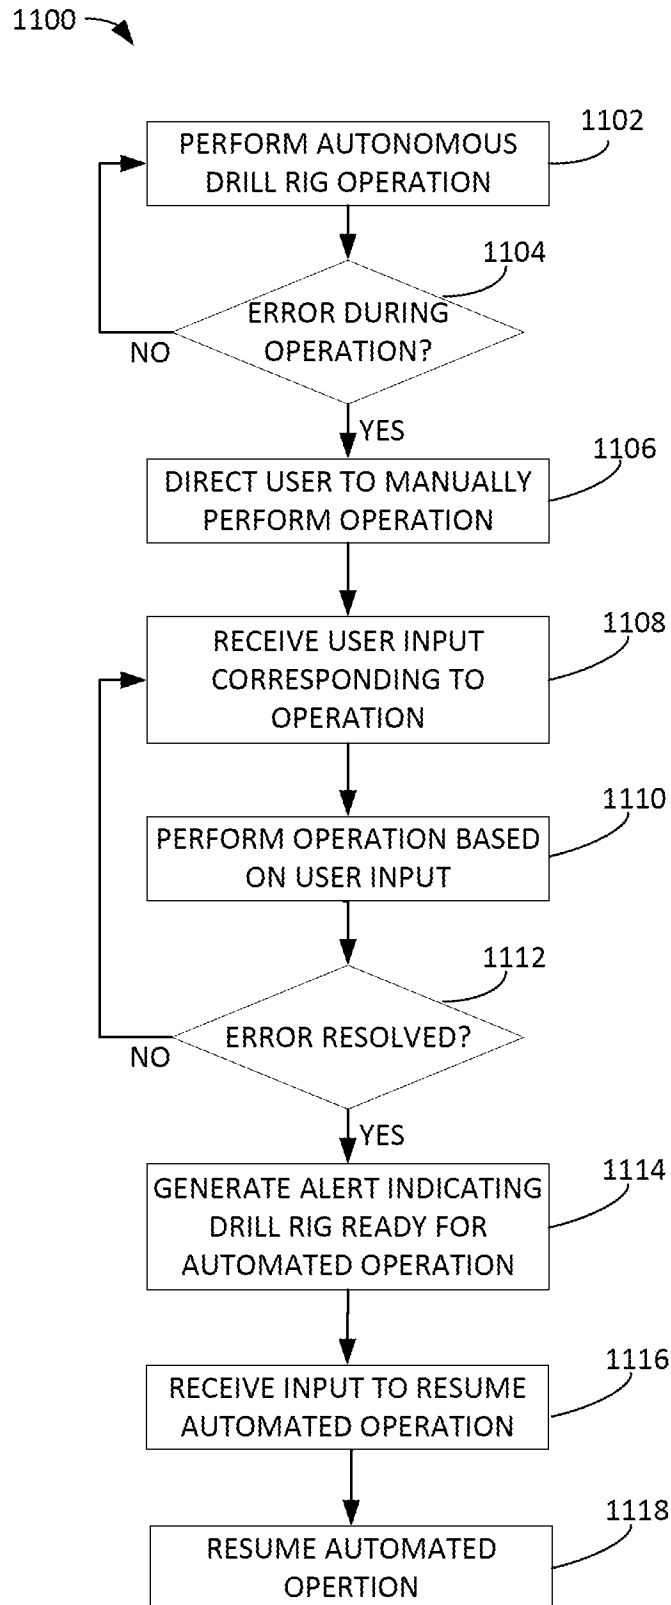 1100
1102
PERFORM AUTONOMOUS
DRILL RIG OPERATION
1104
ERROR DURING
OPERATION?
NO
YES
1106
DIRECT USER TO MANUALLY
PERFORM OPERATION
1108
RECEIVE USER INPUT
CORRESPONDING TO
OPERATION
1110
PERFORM OPERATION BASED
ON USER INPUT
1112
ERROR RESOLVED?
NO
YES
1114
GENERATE ALERT INDICATING
DRILL RIG READY FOR
AUTOMATED OPERATION
1116
RECEIVE INPUT TO RESUME
AUTOMATED OPERATION
1118
RESUME AUTOMATED
OPERTION